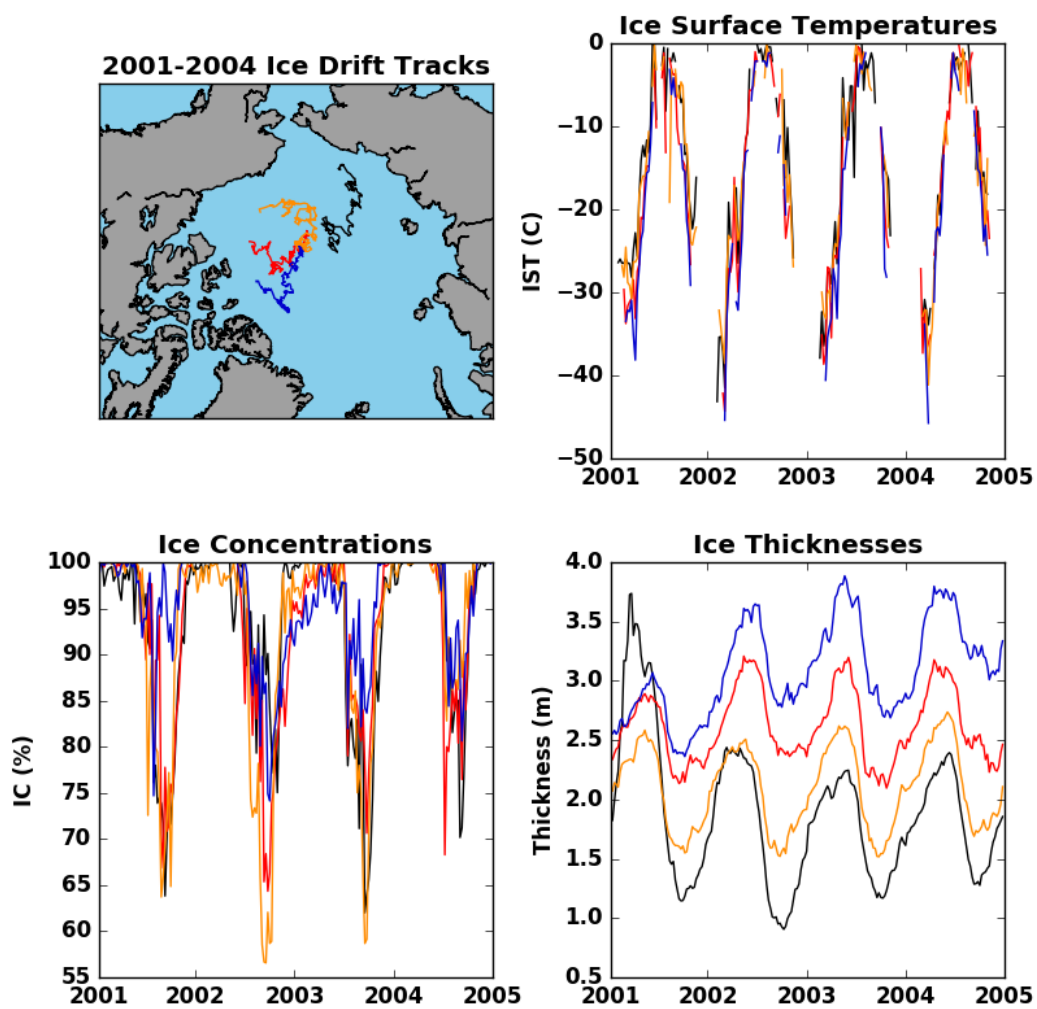 2001-2004 Ice Drift Tracks
Ice Surface Temperatures
IST (C)
0
−10
−20
−30
−40
−50
2001 2002 2003 2004 2005
Ice Concentrations
IC (%)
100
95
90
85
80
75
70
65
60
55
2001 2002 2003 2004 2005
Ice Thicknesses
Thickness (m)
4.0
3.5
3.0
2.5
2.0
1.5
1.0
0.5
2001 2002 2003 2004 2005